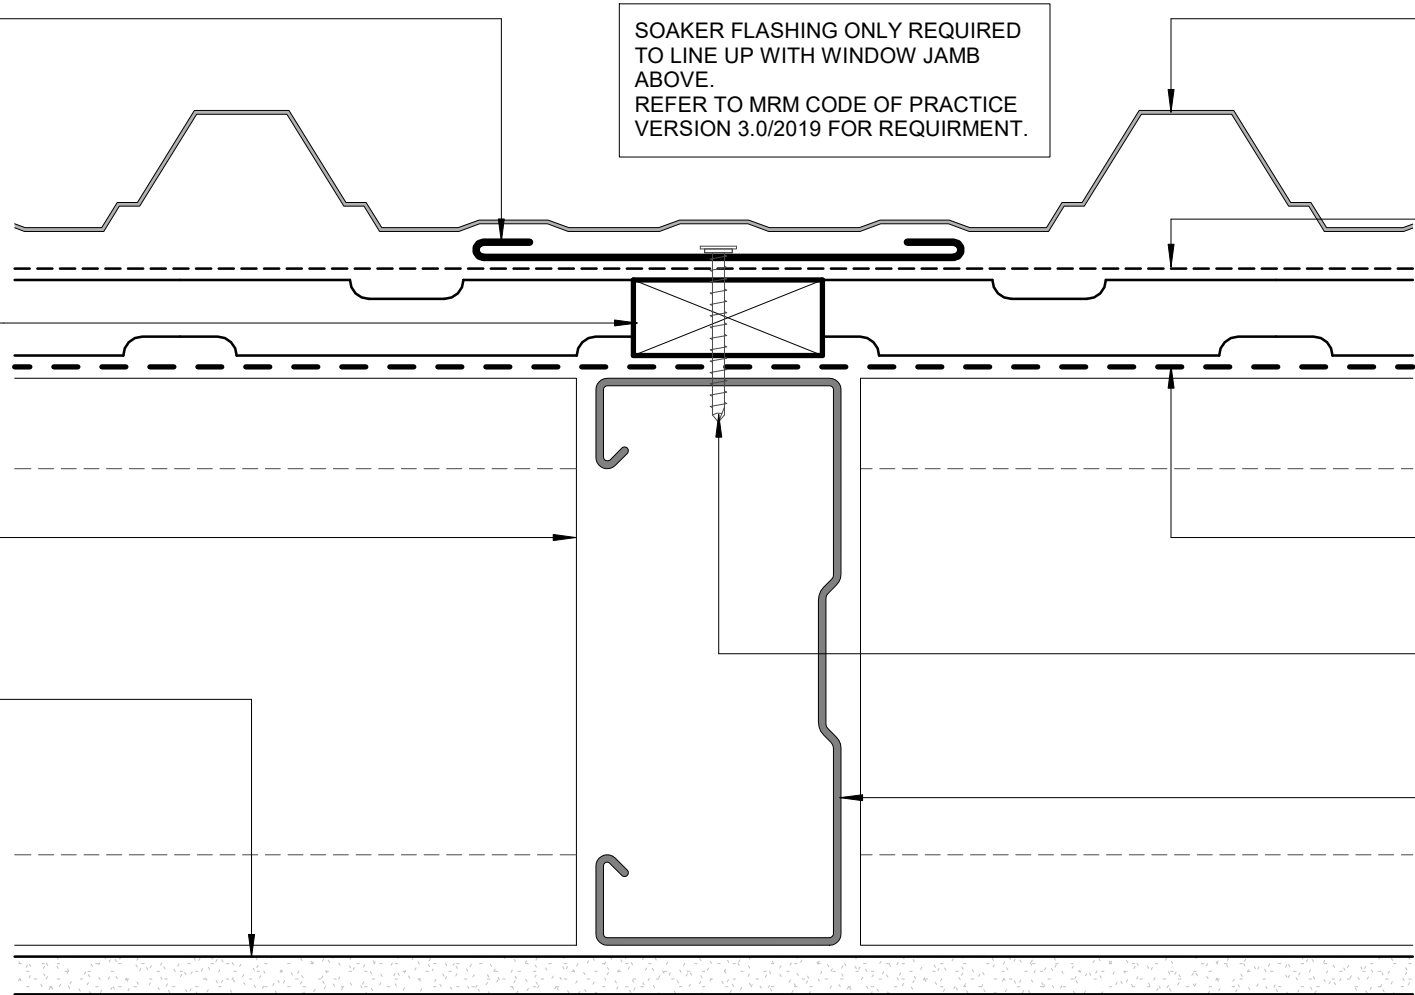 SOAKER FLASHING ONLY REQUIRED
TO LINE UP WITH WINDOW JAMB
ABOVE.
REFER TO MRM CODE OF PRACTICE
VERSION 3.0/2019 FOR REQUIRMENT.